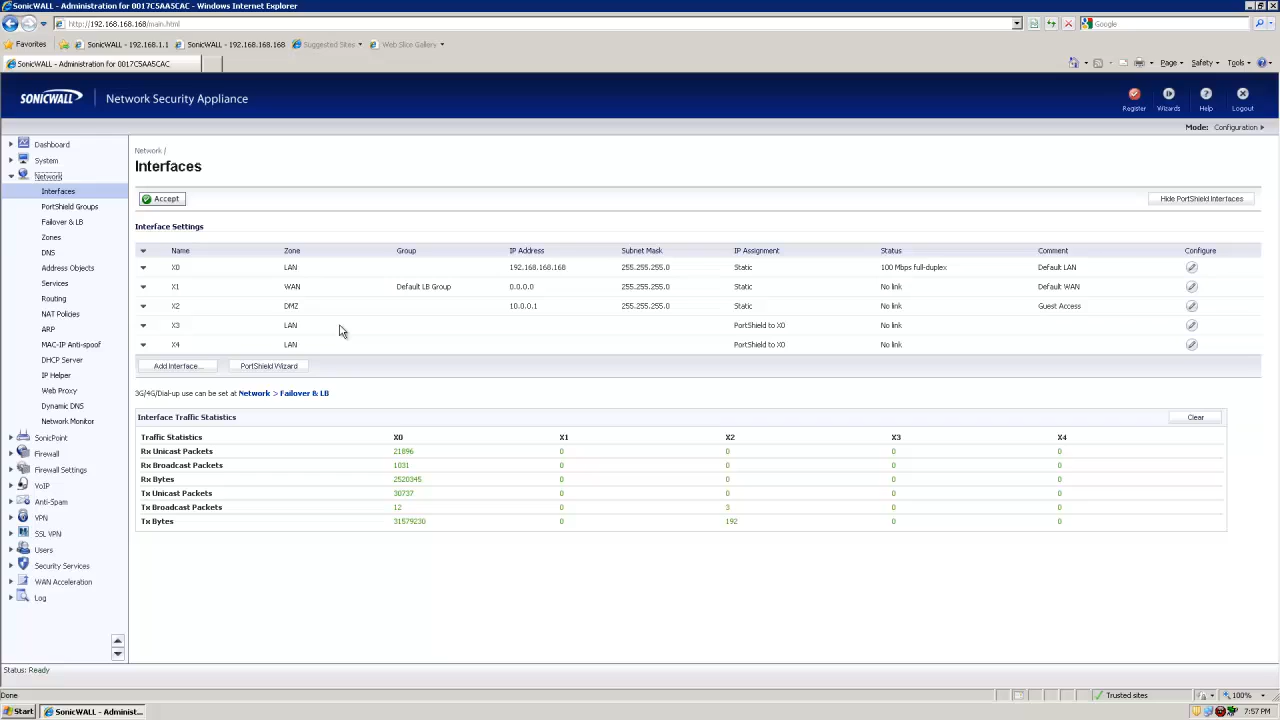 SonicWALL - Administration for 0017C5AA5CAC - Windows Internet Explorer
http://192.168.168.168/main.html
Google
Favorites SonicWALL - 192.168.1.1 SonicWALL - 192.168.168.168 Suggested Sites Web Slice Gallery
SonicWALL - Administration for 0017C5AA5CAC
Page Safety Tools
SONICWALL Network Security Appliance
Register Wizards Help Logout
Mode: Configuration
Dashboard
System
Network
Interfaces
PortShield Groups
Failover & LB
Zones
DNS
Address Objects
Services
Routing
NAT Policies
ARP
MAC-IP Anti-spoof
DHCP Server
IP Helper
Web Proxy
Dynamic DNS
Network Monitor
SonicPoint
Firewall
Firewall Settings
VoIP
Anti-Spam
VPN
SSL VPN
Users
Security Services
WAN Acceleration
Log
Network /
Interfaces
Accept Hide PortShield Interfaces
Interface Settings
Name Zone Group IP Address Subnet Mask IP Assignment Status Comment Configure
X0 LAN 192.168.168.168 255.255.255.0 Static 100 Mbps full-duplex Default LAN
X1 WAN Default LB Group 0.0.0.0 255.255.255.0 Static No link Default WAN
X2 DMZ 10.0.0.1 255.255.255.0 Static No link Guest Access
X3 LAN PortShield to X0 No link
X4 LAN PortShield to X0 No link
Add Interface... PortShield Wizard
3G/4G/Dial-up use can be set at Network > Failover & LB
Interface Traffic Statistics Clear
Traffic Statistics X0 X1 X2 X3 X4
Rx Unicast Packets 21896 0 0 0 0
Rx Broadcast Packets 1031 0 0 0 0
Rx Bytes 2520345 0 0 0 0
Tx Unicast Packets 30737 0 0 0 0
Tx Broadcast Packets 12 0 3 0 0
Tx Bytes 31579230 0 192 0 0
Status: Ready
Done Trusted sites 100%
Start SonicWALL - Administ... 7:57 PM